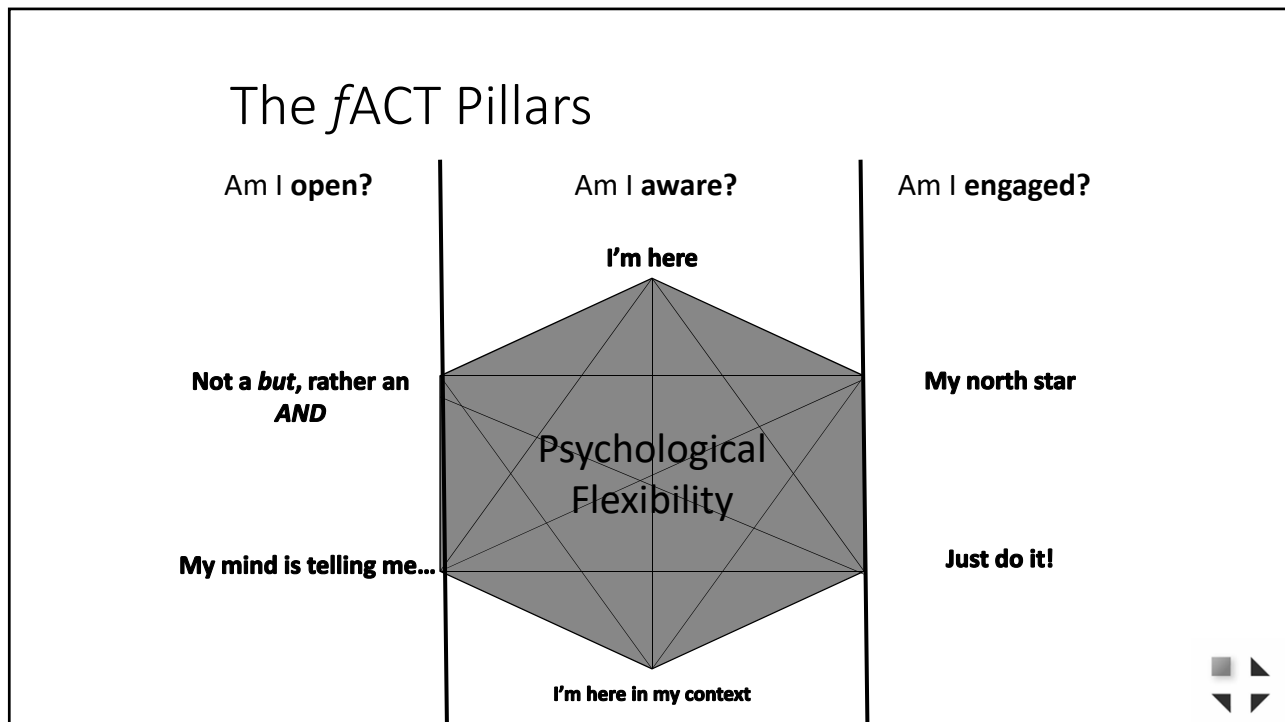 The fACT Pillars
Am I open?
Am I aware?
Am I engaged?
I'm here
Not a but, rather an
AND
My north star
Psychological
Flexibility
My mind is telling me…
Just do it!
I'm here in my context